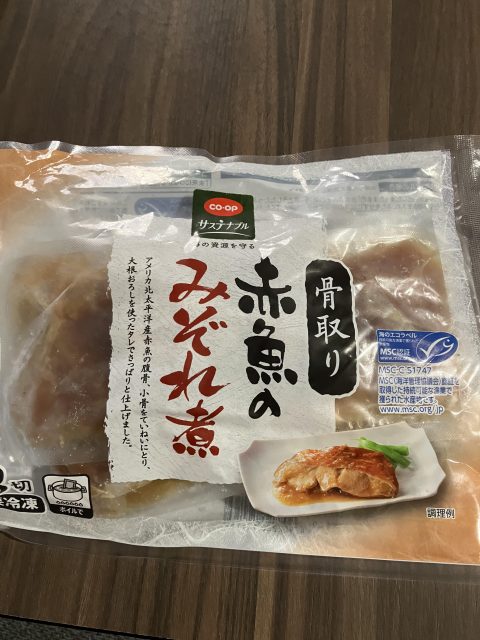 co・op
サステナブル
海の資源を守る
骨取り
赤魚の
みぞれ煮
アメリカ北太平洋産赤魚の腹骨、小骨をていねいにとり、
大根おろしを使ったタレでさっぱりと仕上げました。
海のエコラベル
MSC認証
MSC-C-51747
MSC(海洋管理協議会)認証を
取得した持続可能な漁業で
獲られた水産物です。
www.msc.org/jp
切
冷凍
ボイルで
調理例